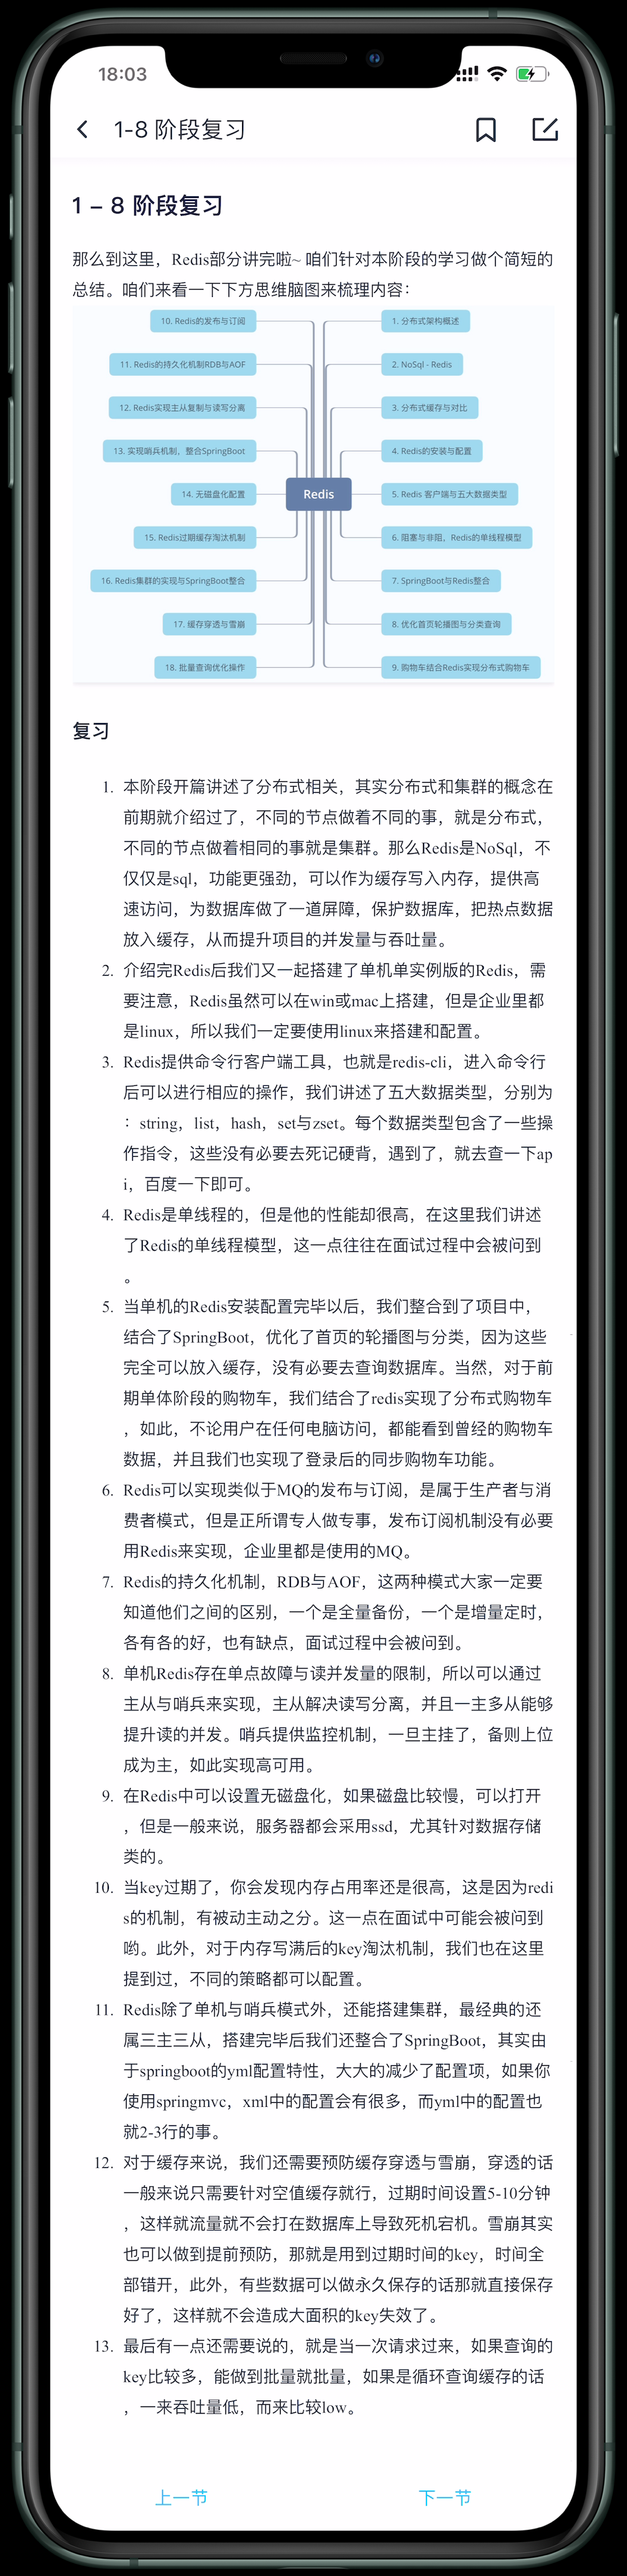 18:03
1-8 阶段复习
1 – 8 阶段复习
那么到这里，Redis部分讲完啦~ 咱们针对本阶段的学习做个简短的
总结。咱们来看一下下方思维脑图来梳理内容：
10. Redis的发布与订阅
11. Redis的持久化机制RDB与AOF
12. Redis实现主从复制与读写分离
13. 实现哨兵机制，整合SpringBoot
14. 无磁盘化配置
15. Redis过期缓存淘汰机制
16. Redis集群的实现与SpringBoot整合
17. 缓存穿透与雪崩
18. 批量查询优化操作
Redis
1. 分布式架构概述
2. NoSql - Redis
3. 分布式缓存与对比
4. Redis的安装与配置
5. Redis 客户端与五大数据类型
6. 阻塞与非阻，Redis的单线程模型
7. SpringBoot与Redis整合
8. 优化首页轮播图与分类查询
9. 购物车结合Redis实现分布式购物车
复习
1. 本阶段开篇讲述了分布式相关，其实分布式和集群的概念在
前期就介绍过了，不同的节点做着不同的事，就是分布式，
不同的节点做着相同的事就是集群。那么Redis是NoSql，不
仅仅是sql，功能更强劲，可以作为缓存写入内存，提供高
速访问，为数据库做了一道屏障，保护数据库，把热点数据
放入缓存，从而提升项目的并发量与吞吐量。
2. 介绍完Redis后我们又一起搭建了单机单实例版的Redis，需
要注意，Redis虽然可以在win或mac上搭建，但是企业里都
是linux，所以我们一定要使用linux来搭建和配置。
3. Redis提供命令行客户端工具，也就是redis-cli，进入命令行
后可以进行相应的操作，我们讲述了五大数据类型，分别为
：string，list，hash，set与zset。每个数据类型包含了一些操
作指令，这些没有必要去死记硬背，遇到了，就去查一下ap
i，百度一下即可。
4. Redis是单线程的，但是他的性能却很高，在这里我们讲述
了Redis的单线程模型，这一点往往在面试过程中会被问到
。
5. 当单机的Redis安装配置完毕以后，我们整合到了项目中，
结合了SpringBoot，优化了首页的轮播图与分类，因为这些
完全可以放入缓存，没有必要去查询数据库。当然，对于前
期单体阶段的购物车，我们结合了redis实现了分布式购物车
，如此，不论用户在任何电脑访问，都能看到曾经的购物车
数据，并且我们也实现了登录后的同步购物车功能。
6. Redis可以实现类似于MQ的发布与订阅，是属于生产者与消
费者模式，但是正所谓专人做专事，发布订阅机制没有必要
用Redis来实现，企业里都是使用的MQ。
7. Redis的持久化机制，RDB与AOF，这两种模式大家一定要
知道他们之间的区别，一个是全量备份，一个是增量定时，
各有各的好，也有缺点，面试过程中会被问到。
8. 单机Redis存在单点故障与读并发量的限制，所以可以通过
主从与哨兵来实现，主从解决读写分离，并且一主多从能够
提升读的并发。哨兵提供监控机制，一旦主挂了，备则上位
成为主，如此实现高可用。
9. 在Redis中可以设置无磁盘化，如果磁盘比较慢，可以打开
，但是一般来说，服务器都会采用ssd，尤其针对数据存储
类的。
10. 当key过期了，你会发现内存占用率还是很高，这是因为redi
s的机制，有被动主动之分。这一点在面试中可能会被问到
哟。此外，对于内存写满后的key淘汰机制，我们也在这里
提到过，不同的策略都可以配置。
11. Redis除了单机与哨兵模式外，还能搭建集群，最经典的还
属三主三从，搭建完毕后我们还整合了SpringBoot，其实由
于springboot的yml配置特性，大大的减少了配置项，如果你
使用springmvc，xml中的配置会有很多，而yml中的配置也
就2-3行的事。
12. 对于缓存来说，我们还需要预防缓存穿透与雪崩，穿透的话
一般来说只需要针对空值缓存就行，过期时间设置5-10分钟
，这样就流量就不会打在数据库上导致死机宕机。雪崩其实
也可以做到提前预防，那就是用到过期时间的key，时间全
部错开，此外，有些数据可以做永久保存的话那就直接保存
好了，这样就不会造成大面积的key失效了。
13. 最后有一点还需要说的，就是当一次请求过来，如果查询的
key比较多，能做到批量就批量，如果是循环查询缓存的话
，一来吞吐量低，而来比较low。
上一节
下一节